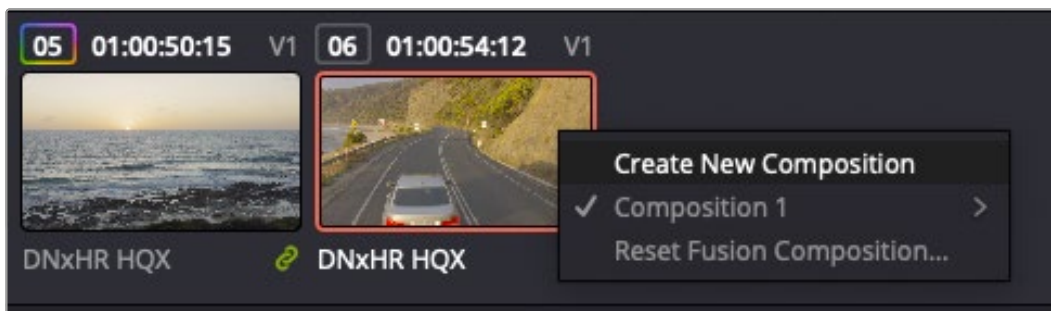 05 01:00:50:15 V1 06 01:00:54:12 V1
Create New Composition
✓ Composition 1 >
Reset Fusion Composition...
DNxHR HQX DNxHR HQX